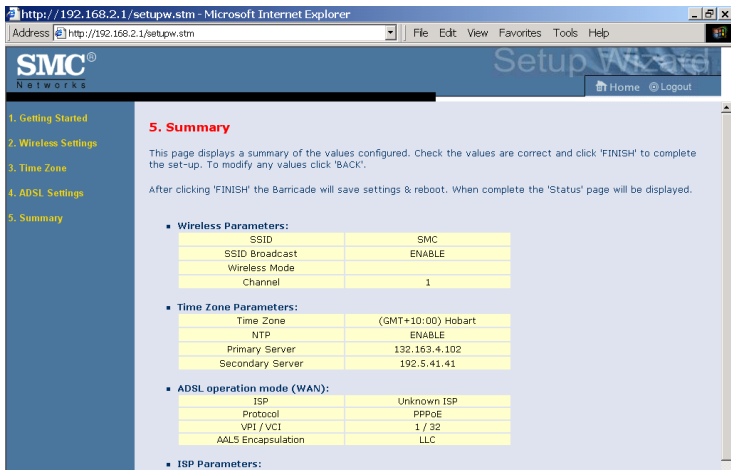 http://192.168.2.1/setupw.stm - Microsoft Internet Explorer
Address http://192.168.2.1/setupw.stm File Edit View Favorites Tools Help
SMC®
Networks
Setup Wizard
Home Logout
1. Getting Started
2. Wireless Settings
3. Time Zone
4. ADSL Settings
5. Summary
5. Summary
This page displays a summary of the values configured. Check the values are correct and click 'FINISH' to complete
the set-up. To modify any values click 'BACK'.
After clicking 'FINISH' the Barricade will save settings & reboot. When complete the 'Status' page will be displayed.
Wireless Parameters:
SSID SMC
SSID Broadcast ENABLE
Wireless Mode
Channel 1
Time Zone Parameters:
Time Zone (GMT+10:00) Hobart
NTP ENABLE
Primary Server 132.163.4.102
Secondary Server 192.5.41.41
ADSL operation mode (WAN):
ISP Unknown ISP
Protocol PPPoE
VPI / VCI 1 / 32
AAL5 Encapsulation LLC
ISP Parameters: